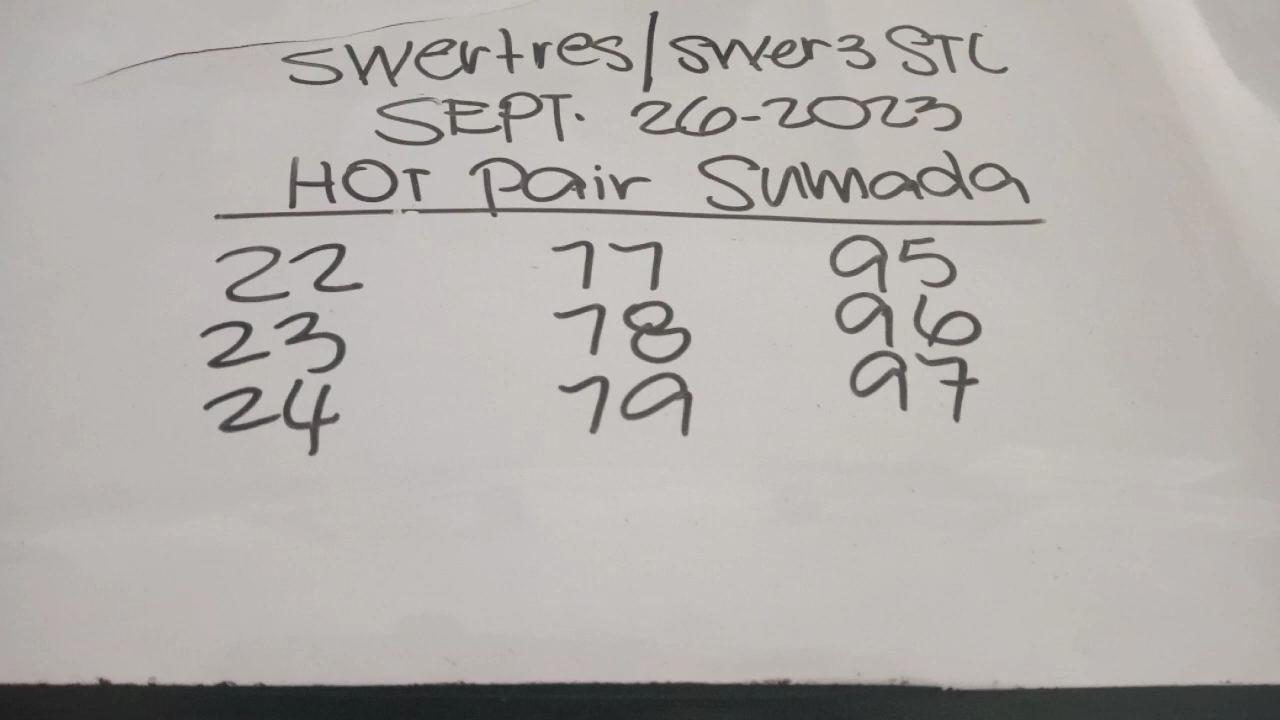 swertres/swer3 STL
SEPT. 26-2023
HOT Pair Sumada
22 77 95
23 78 96
24 79 97